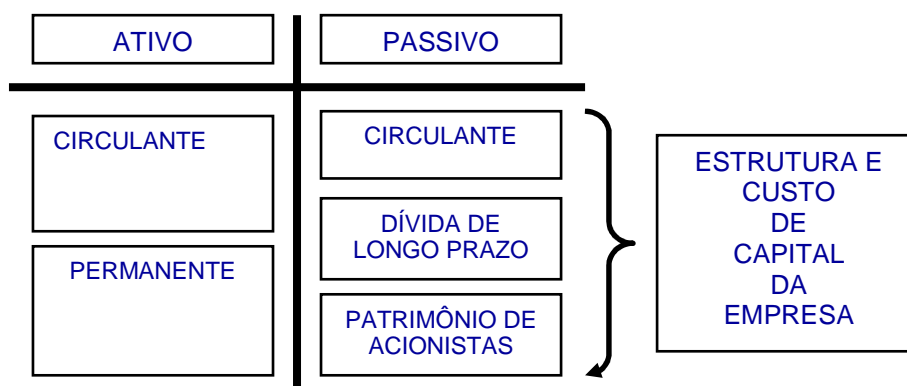 ATIVO
PASSIVO
CIRCULANTE
PERMANENTE
CIRCULANTE
DÍVIDA DE
LONGO PRAZO
PATRIMÔNIO DE
ACIONISTAS
ESTRUTURA E
CUSTO
DE
CAPITAL
DA
EMPRESA